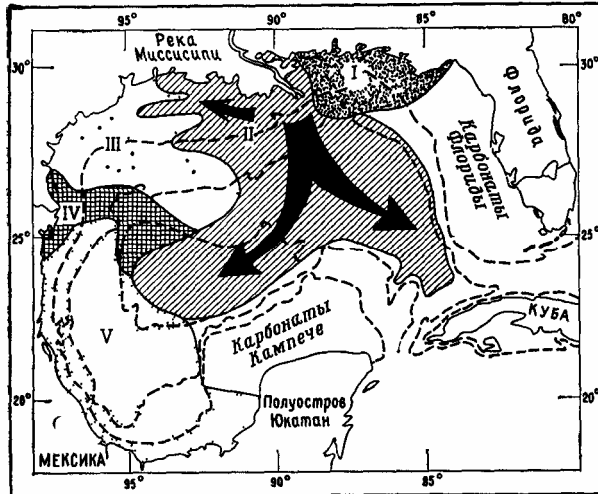 95° 90° 85° 80°
Река
Миссисипи
I
30° 30°
Флорида
II
III
Карбонаты
Флориды
IV
25° 25°
V
Карбонаты
Кампече
КУБА
Полуостров
Юкатан
20° 20°
МЕКСИКА
95° 90° 85°